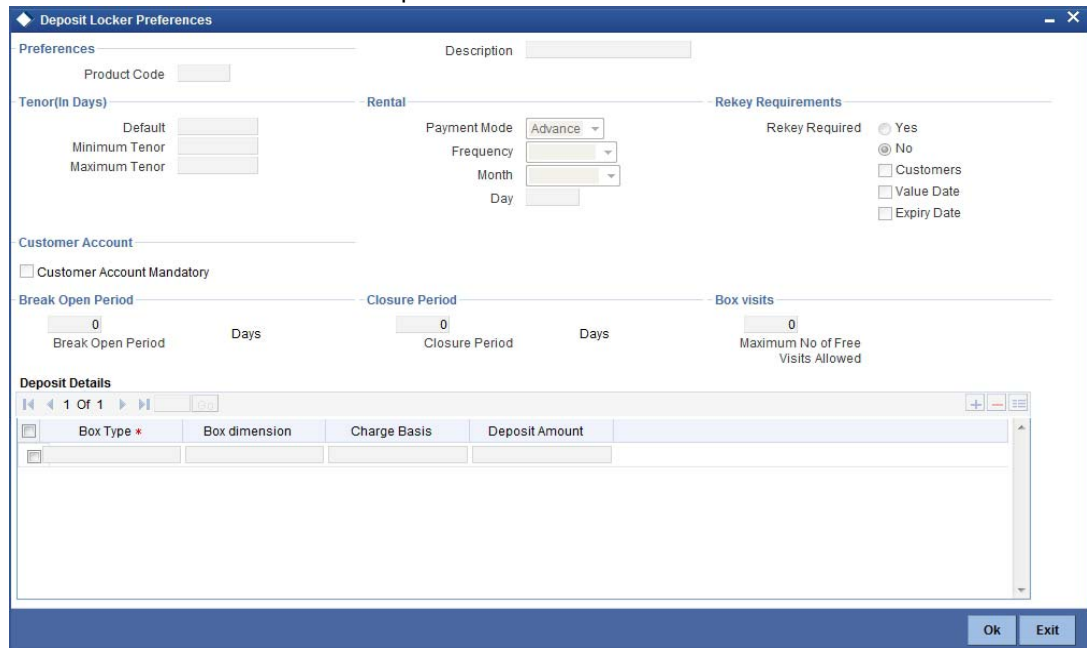 Deposit Locker Preferences
Preferences
Description
Product Code
Tenor(In Days)
Rental
Rekey Requirements
Default
Payment Mode Advance
Rekey Required Yes
Minimum Tenor
Frequency
No
Maximum Tenor
Month
Customers
Day
Value Date
Expiry Date
Customer Account
Customer Account Mandatory
Break Open Period
Closure Period
Box visits
0
Break Open Period
Days
0
Closure Period
Days
0
Maximum No of Free
Visits Allowed
Deposit Details
1 Of 1 Go
Box Type * Box dimension Charge Basis Deposit Amount
Ok Exit